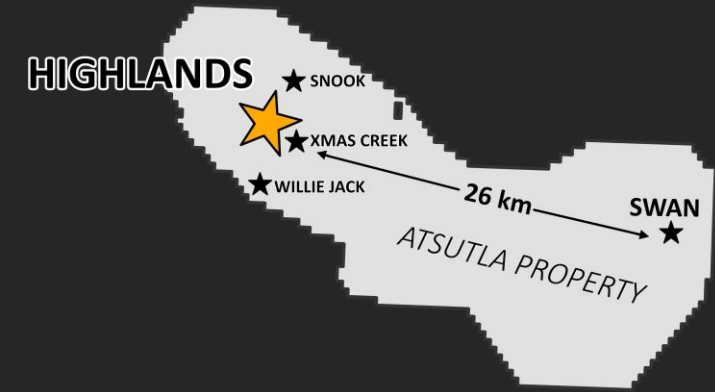 HIGHLANDS
SNOOK
XMAS CREEK
WILLIE JACK
26 km
SWAN
ATSUTLA PROPERTY